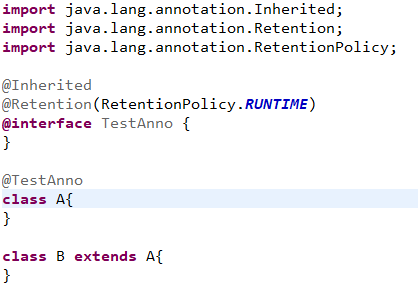 import java.lang.annotation.Inherited;
import java.lang.annotation.Retention;
import java.lang.annotation.RetentionPolicy;
@Inherited
@Retention(RetentionPolicy.RUNTIME)
@interface TestAnno {
}
@TestAnno
class A{
}
class B extends A{
}